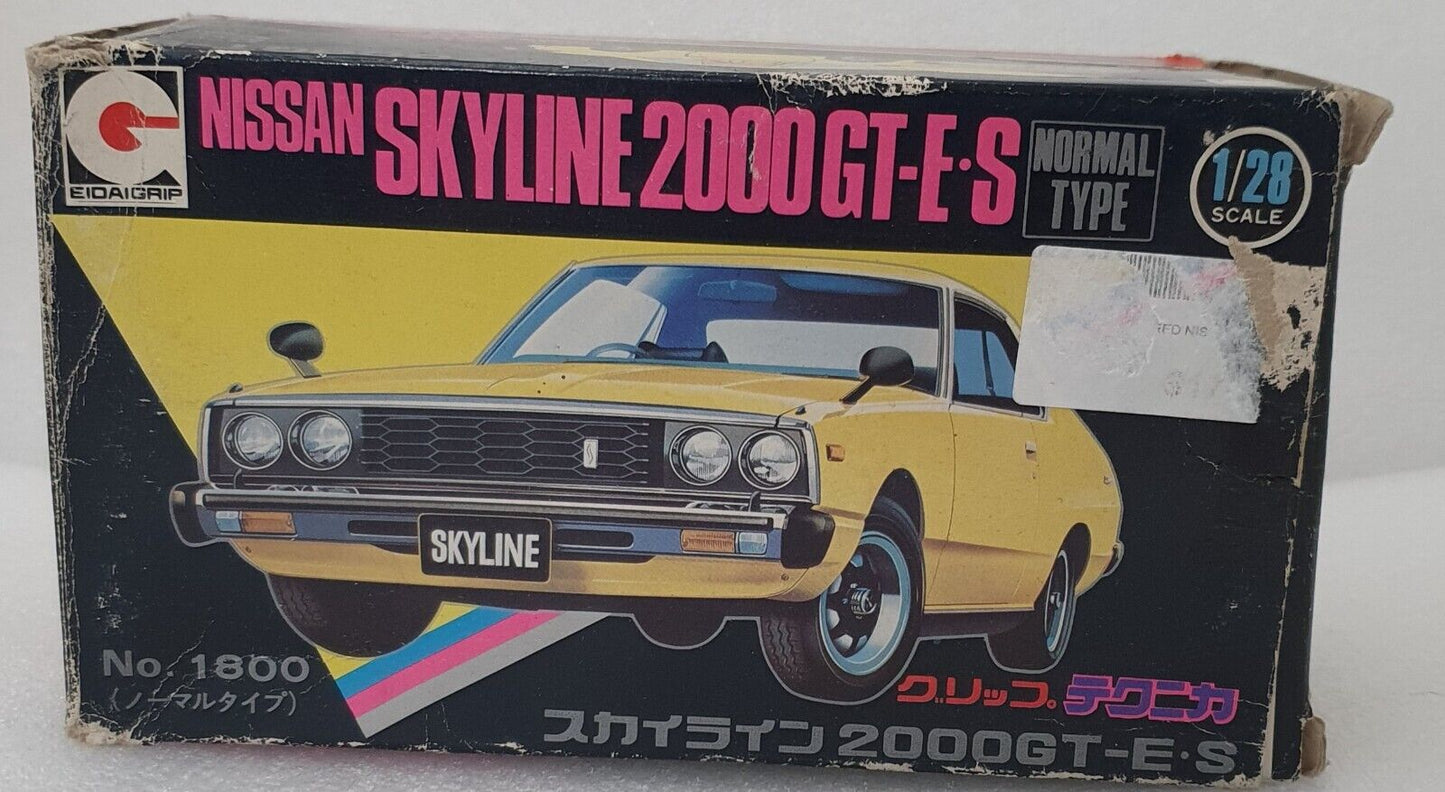 EIDAIGRIP
NISSAN SKYLINE 2000GT-E·S
NORMAL
TYPE
1/28
SCALE
SKYLINE
No. 1800
(ノーマルタイプ)
グリップ テクニカ
スカイライン 2000GT-E·S